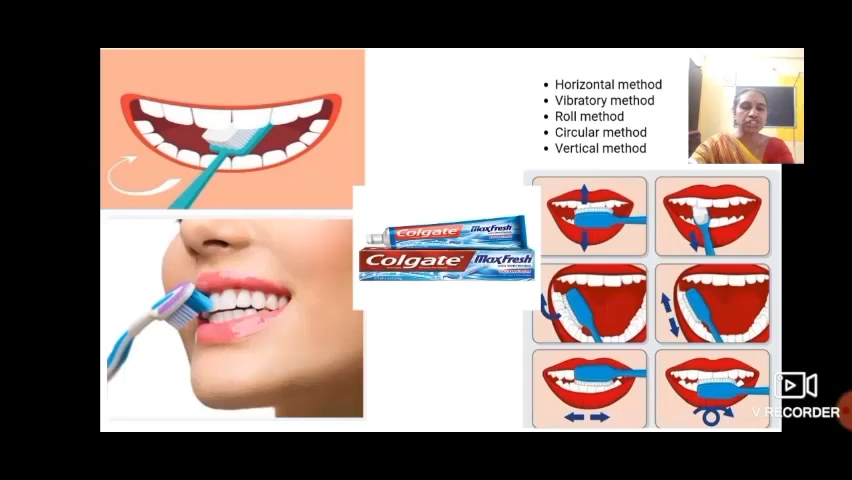 Horizontal method
Vibratory method
Roll method
Circular method
Vertical method
Colgate MaxFresh
Colgate MaxFresh
V RECORDER